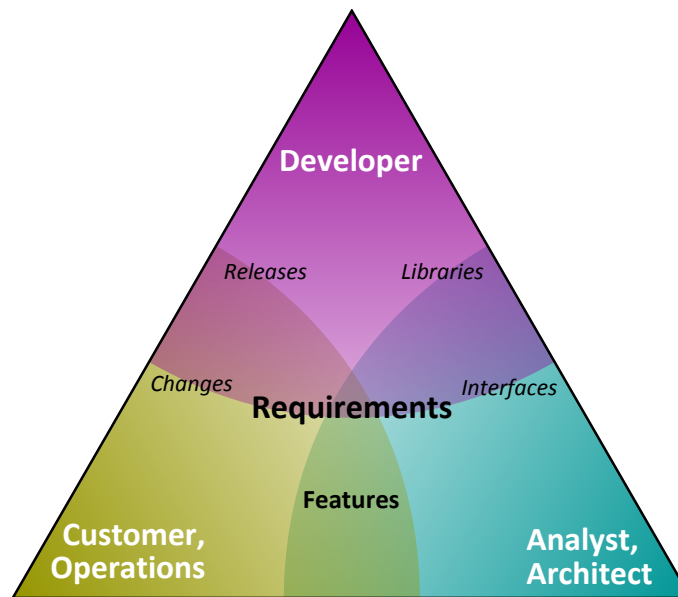 Developer
Releases
Libraries
Changes
Interfaces
Requirements
Features
Customer,
Operations
Analyst,
Architect